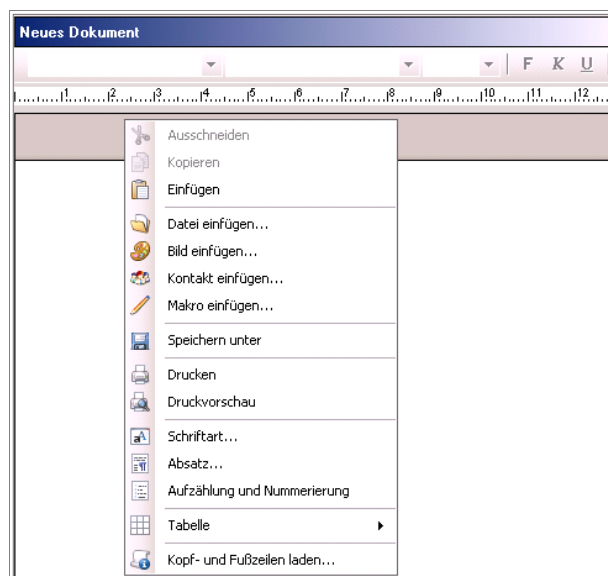 Neues Dokument
F K U
1 2 3 4 5 6 7 8 9 10 11 12
Ausschneiden
Kopieren
Einfügen
Datei einfügen...
Bild einfügen...
Kontakt einfügen...
Makro einfügen...
Speichern unter
Drucken
Druckvorschau
Schriftart...
Absatz...
Aufzählung und Nummerierung
Tabelle
Kopf- und Fußzeilen laden...